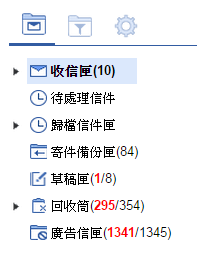 收信匣(10)
待處理信件
歸檔信件匣
寄件備份匣(84)
草稿匣(1/8)
回收筒(295/354)
廣告信匣(1341/1345)